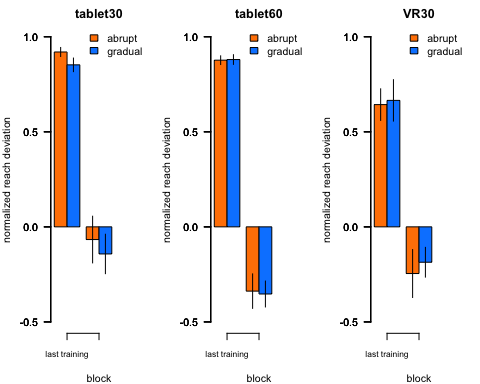 tablet30
abrupt
gradual
normalized reach deviation
1.0
0.5
0.0
-0.5
last training
block
tablet60
abrupt
gradual
normalized reach deviation
1.0
0.5
0.0
-0.5
last training
block
VR30
abrupt
gradual
normalized reach deviation
1.0
0.5
0.0
-0.5
last training
block